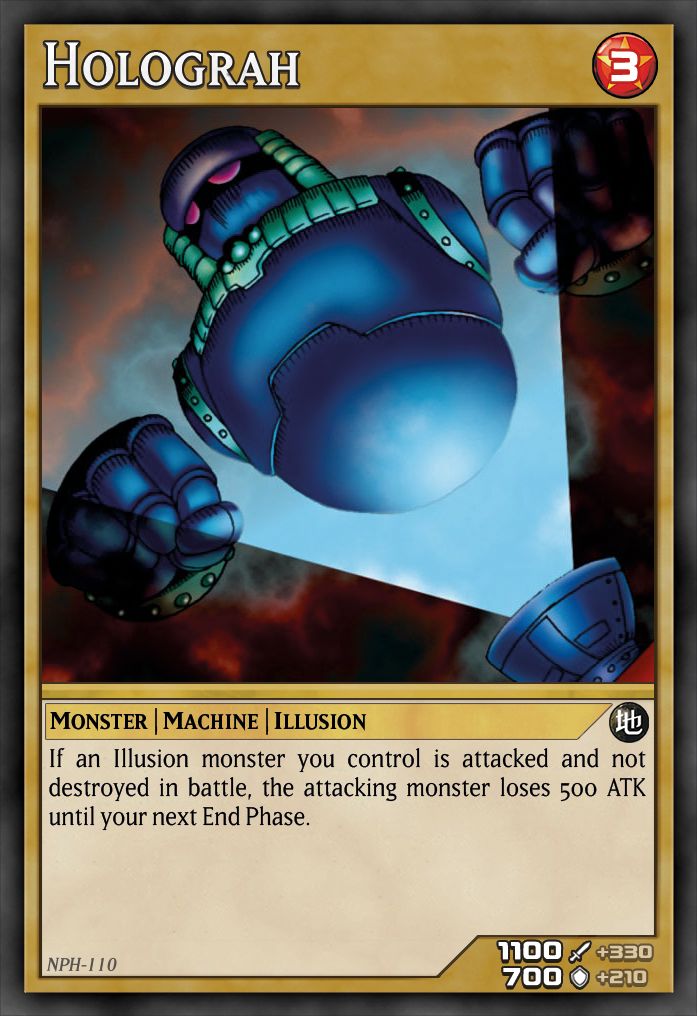 HOLOGRAH
3
MONSTER | MACHINE | ILLUSION
地
If an Illusion monster you control is attacked and not
destroyed in battle, the attacking monster loses 500 ATK
until your next End Phase.
NPH-110
1100 +330
700 +210